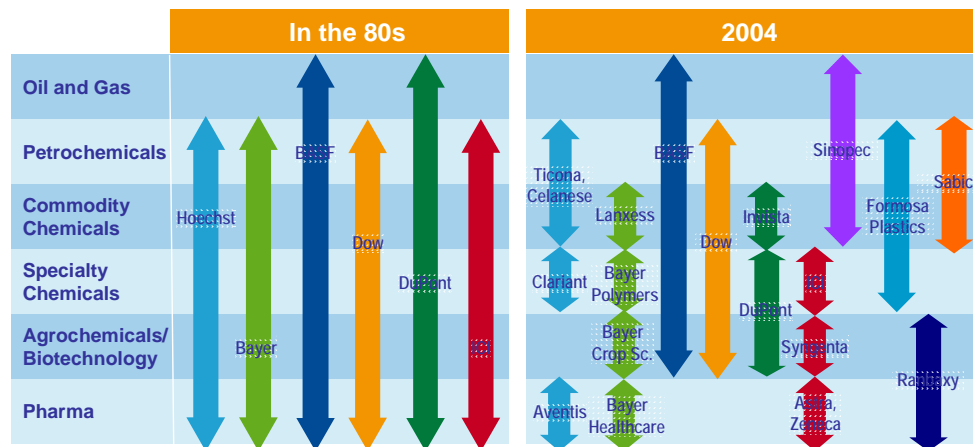 In the 80s
2004
Oil and Gas
Petrochemicals
Commodity
Chemicals
Specialty
Chemicals
Agrochemicals/
Biotechnology
Pharma
Hoechst
Bayer
BASF
Dow
DuPont
ICI
Ticona,
Celanese
Clariant
Aventis
Lanxess
Bayer
Polymers
Bayer
Crop Sc.
Bayer
Healthcare
BASF
Dow
Invista
DuPont
Sinopec
ICI
Syngenta
Astra,
Zeneca
Formosa
Plastics
Sabic
Ranbaxy